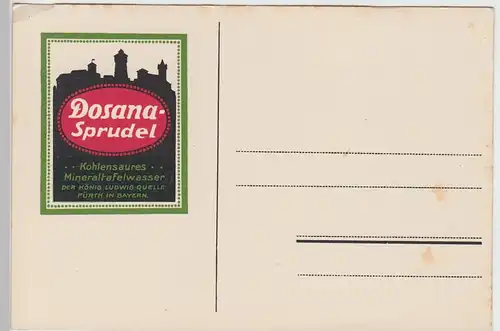 Dosana-
Sprudel
Kohlensaures
Mineraltafelwasser
DER KÖNIG LUDWIG-QUELLE
FÜRTH IN BAYERN.